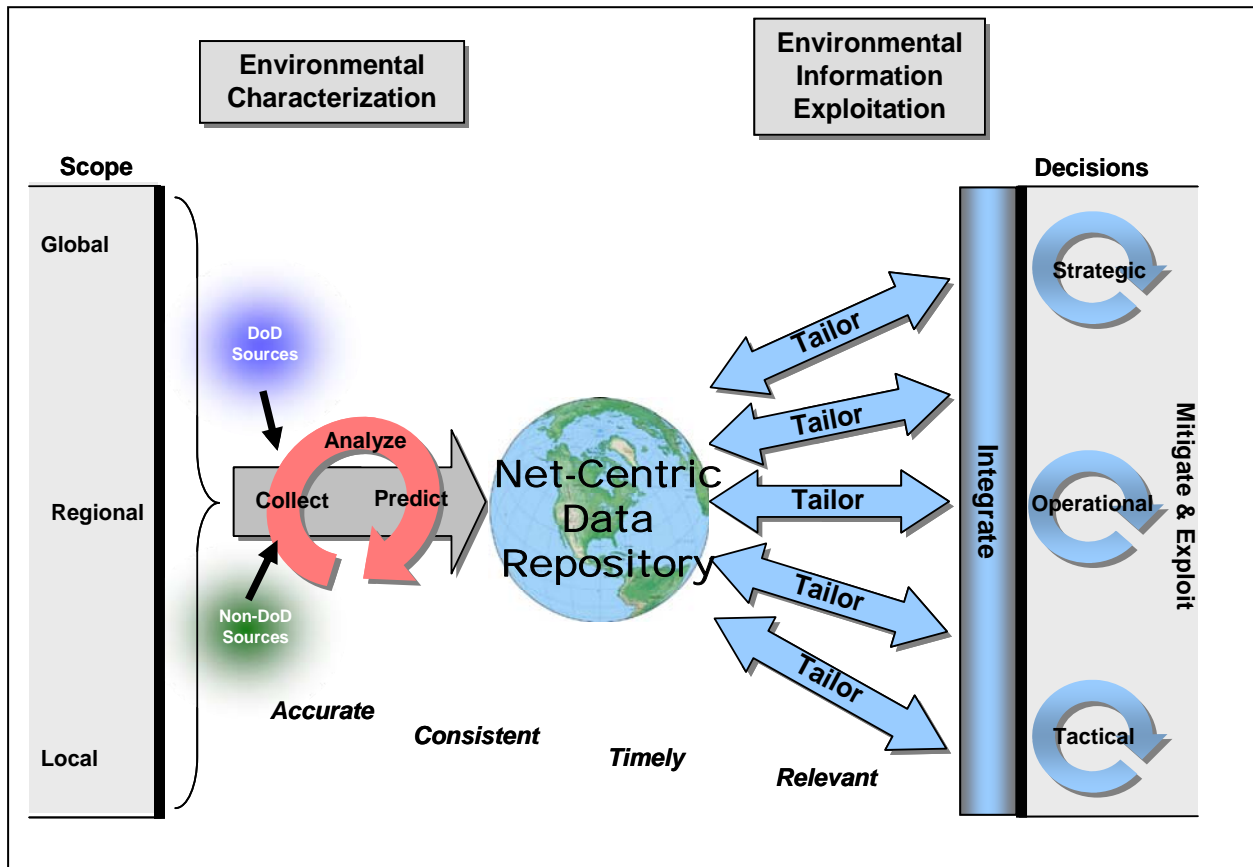 Environmental
Characterization
Environmental
Information
Exploitation
Scope
Decisions
Global
Regional
Local
DoD
Sources
Non-DoD
Sources
Collect
Analyze
Predict
Net-Centric
Data
Repository
Tailor
Tailor
Tailor
Tailor
Tailor
Integrate
Strategic
Operational
Tactical
Mitigate & Exploit
Accurate
Consistent
Timely
Relevant